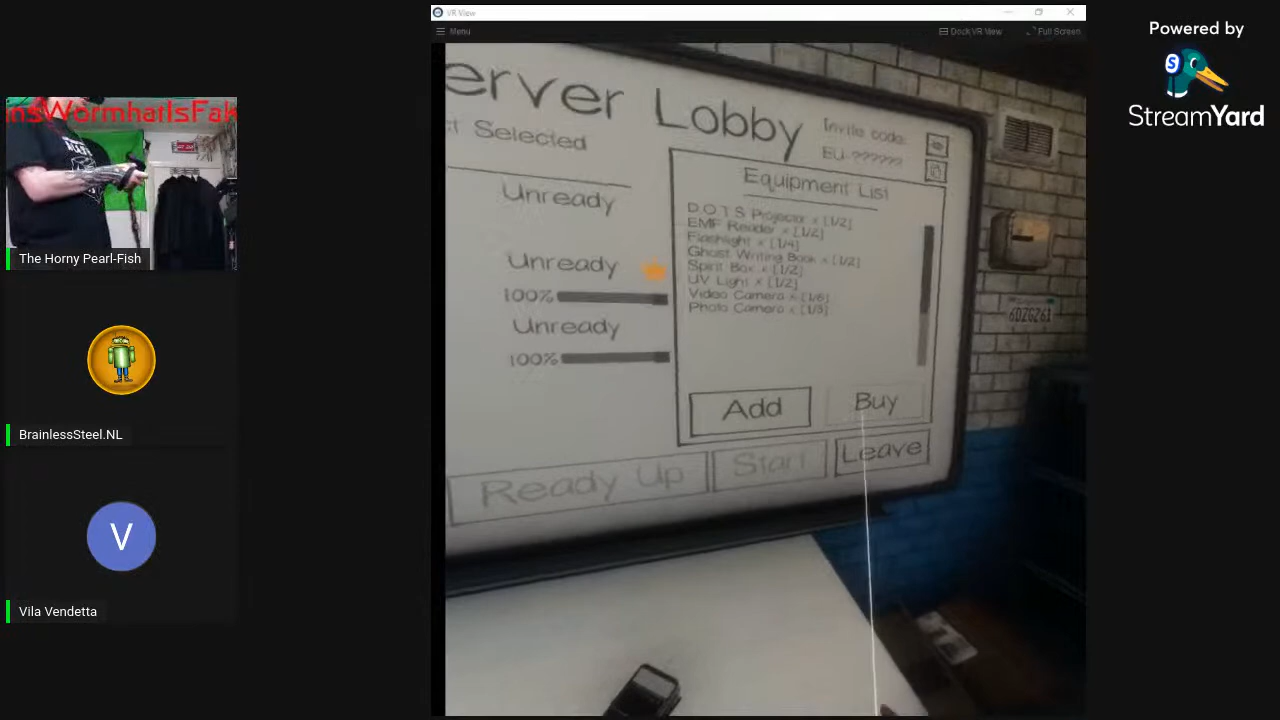 VR View
Menu
Dock VR View
Full Screen
Powered by
StreamYard
erver Lobby
Invite code:
EU-??????
Selected
Equipment List
D.O.T.S Projector x [1/2]
EMF Reader x [1/2]
Flashlight x [1/4]
Ghost Writing Book x [1/2]
Spirit Box x [1/2]
UV Light x [1/2]
Video Camera x [1/6]
Photo Camera x [1/3]
Unready
Unready
100%
Unready
100%
Add
Buy
Ready Up
Start
Leave
6DZGZ61
nsWormhatIsFak
The Horny Pearl-Fish
BrainlessSteel.NL
V
Vila Vendetta